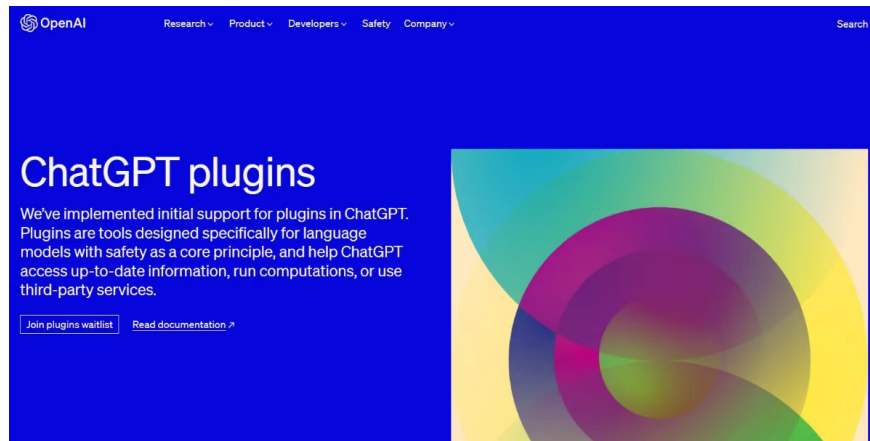 OpenAI Research Product Developers Safety Company Search
ChatGPT plugins
We’ve implemented initial support for plugins in ChatGPT.
Plugins are tools designed specifically for language
models with safety as a core principle, and help ChatGPT
access up-to-date information, run computations, or use
third-party services.
Join plugins waitlist Read documentation ↗